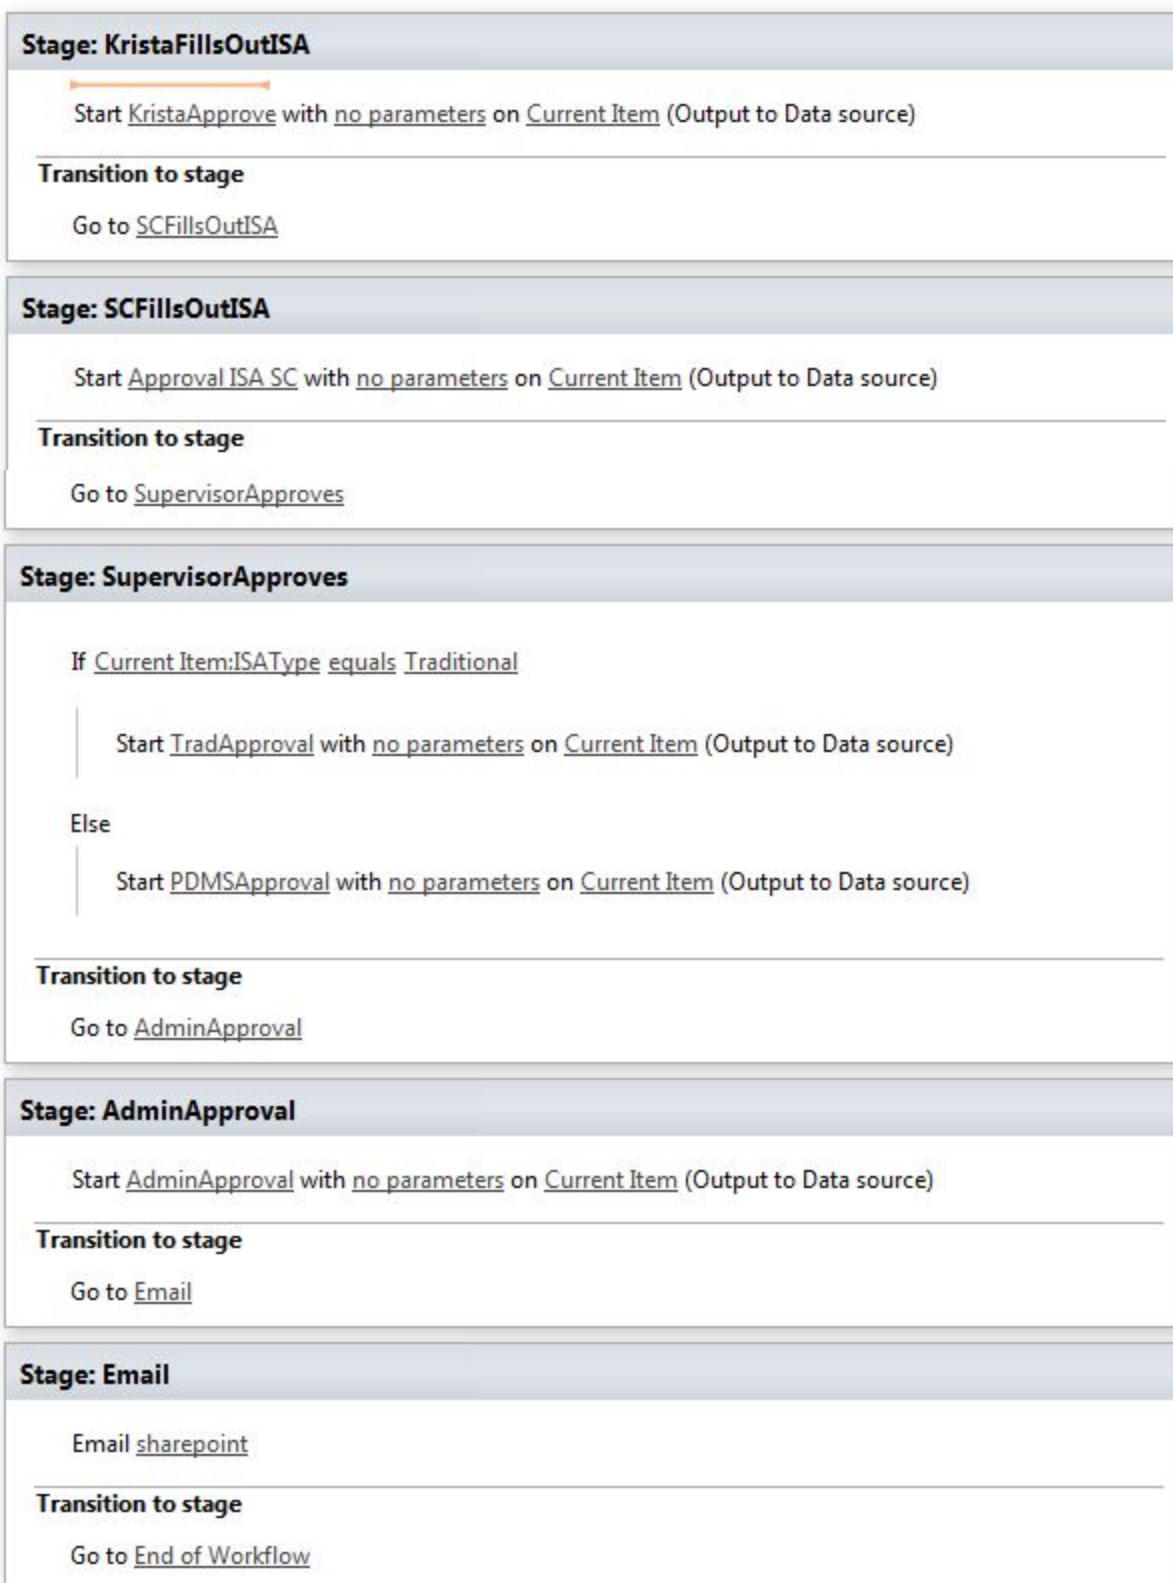 Stage: KristaFillsOutISA
Start KristaApprove with no parameters on Current Item (Output to Data source)
Transition to stage
Go to SCFillsOutISA
Stage: SCFillsOutISA
Start Approval ISA SC with no parameters on Current Item (Output to Data source)
Transition to stage
Go to SupervisorApproves
Stage: SupervisorApproves
If Current Item:ISAType equals Traditional
Start TradApproval with no parameters on Current Item (Output to Data source)
Else
Start PDMSApproval with no parameters on Current Item (Output to Data source)
Transition to stage
Go to AdminApproval
Stage: AdminApproval
Start AdminApproval with no parameters on Current Item (Output to Data source)
Transition to stage
Go to Email
Stage: Email
Email sharepoint
Transition to stage
Go to End of Workflow